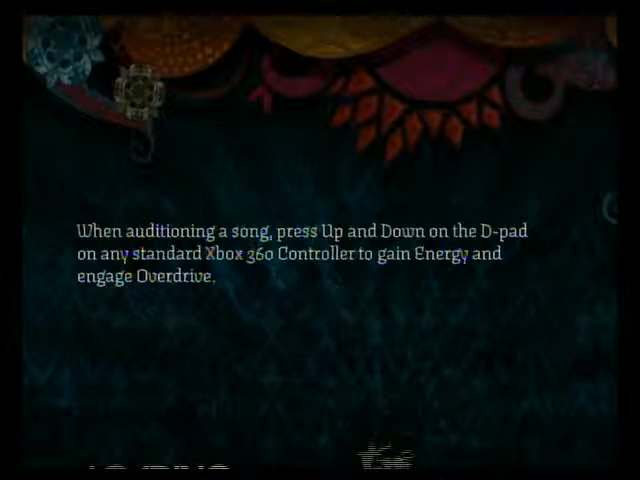 When auditioning a song, press Up and Down on the D-pad
on any standard Xbox 360 Controller to gain Energy and
engage Overdrive.